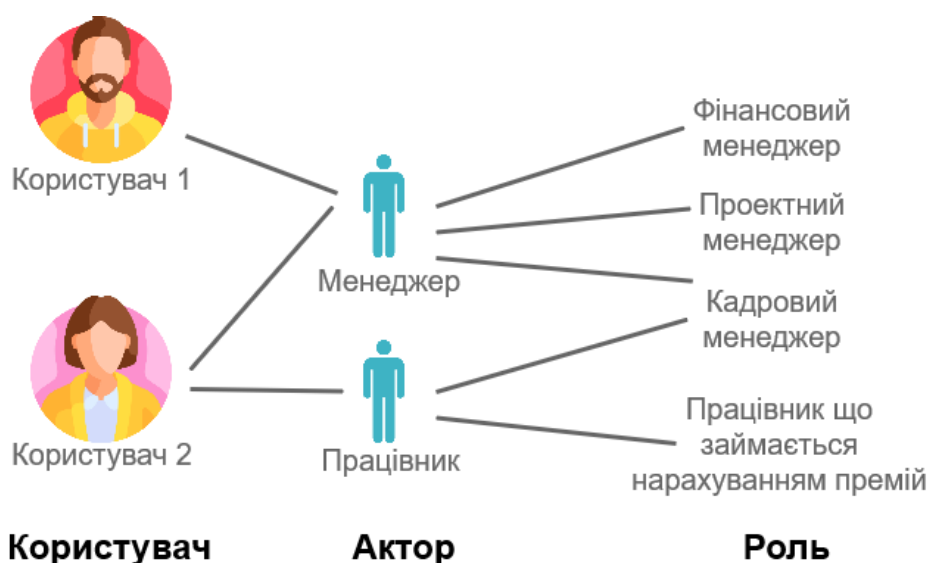 Користувач 1
Користувач 2
Менеджер
Працівник
Фінансовий
менеджер
Проектний
менеджер
Кадровий
менеджер
Працівник що
займається
нарахуванням премій
Користувач
Актор
Роль